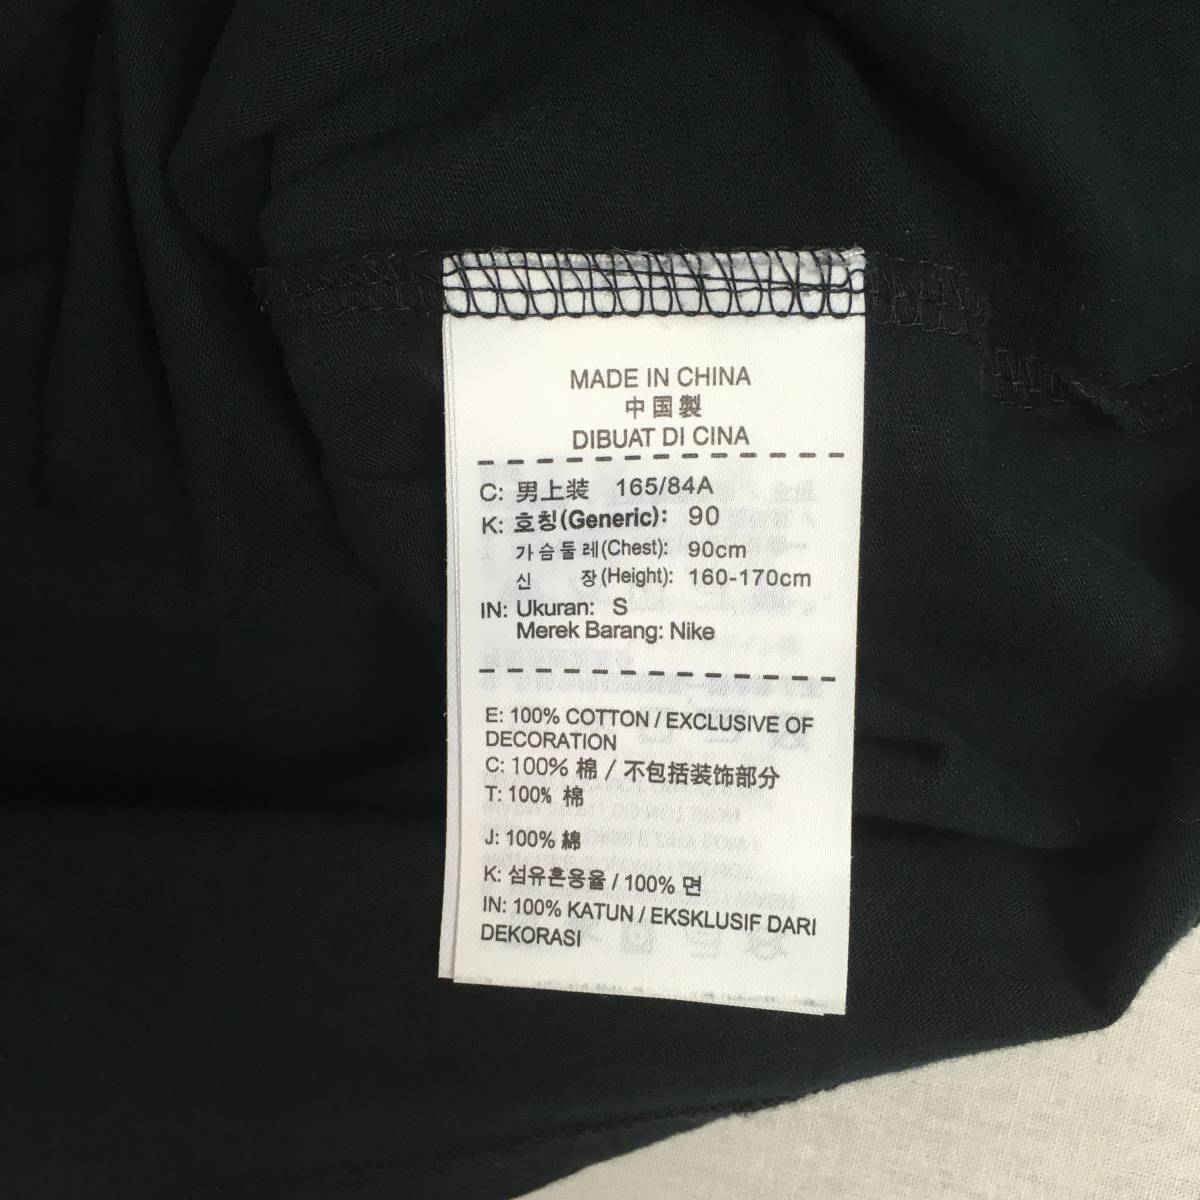 MADE IN CHINA
中国製
DIBUAT DI CINA
C: 男上装 165/84A
K: 호칭(Generic): 90
가슴둘레(Chest): 90cm
신 장(Height): 160-170cm
IN: Ukuran: S
Merek Barang: Nike
E: 100% COTTON / EXCLUSIVE OF
DECORATION
C: 100% 棉 / 不包括装饰部分
T: 100% 棉
J: 100% 綿
K: 섬유혼용율 / 100% 면
IN: 100% KATUN / EKSKLUSIF DARI
DEKORASI